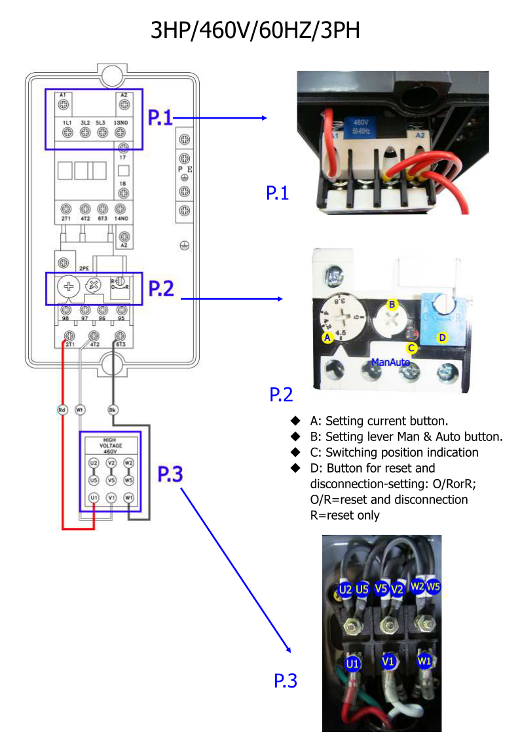 3HP/460V/60HZ/3PH
A1 A2
1L1 3L2 5L3 13NO
P.1
17
18
P E
2T1 4T2 6T3 14NO
A2
2PE
R
O R
P.2
98 97 96 95
2T1 4T2 6T3
Rd Wt Bk
HIGH
VOLTAGE
460V
U2 V2 W2
U5 V5 W5
U1 V1 W1
P.3
460V
50-60Hz
A2
P.1
A
B
C
D
ManAuto
P.2
◆ A: Setting current button.
◆ B: Setting lever Man & Auto button.
◆ C: Switching position indication
◆ D: Button for reset and
disconnection-setting: O/RorR;
O/R=reset and disconnection
R=reset only
U2 U5 V5 V2 W2 W5
U1 V1 W1
P.3